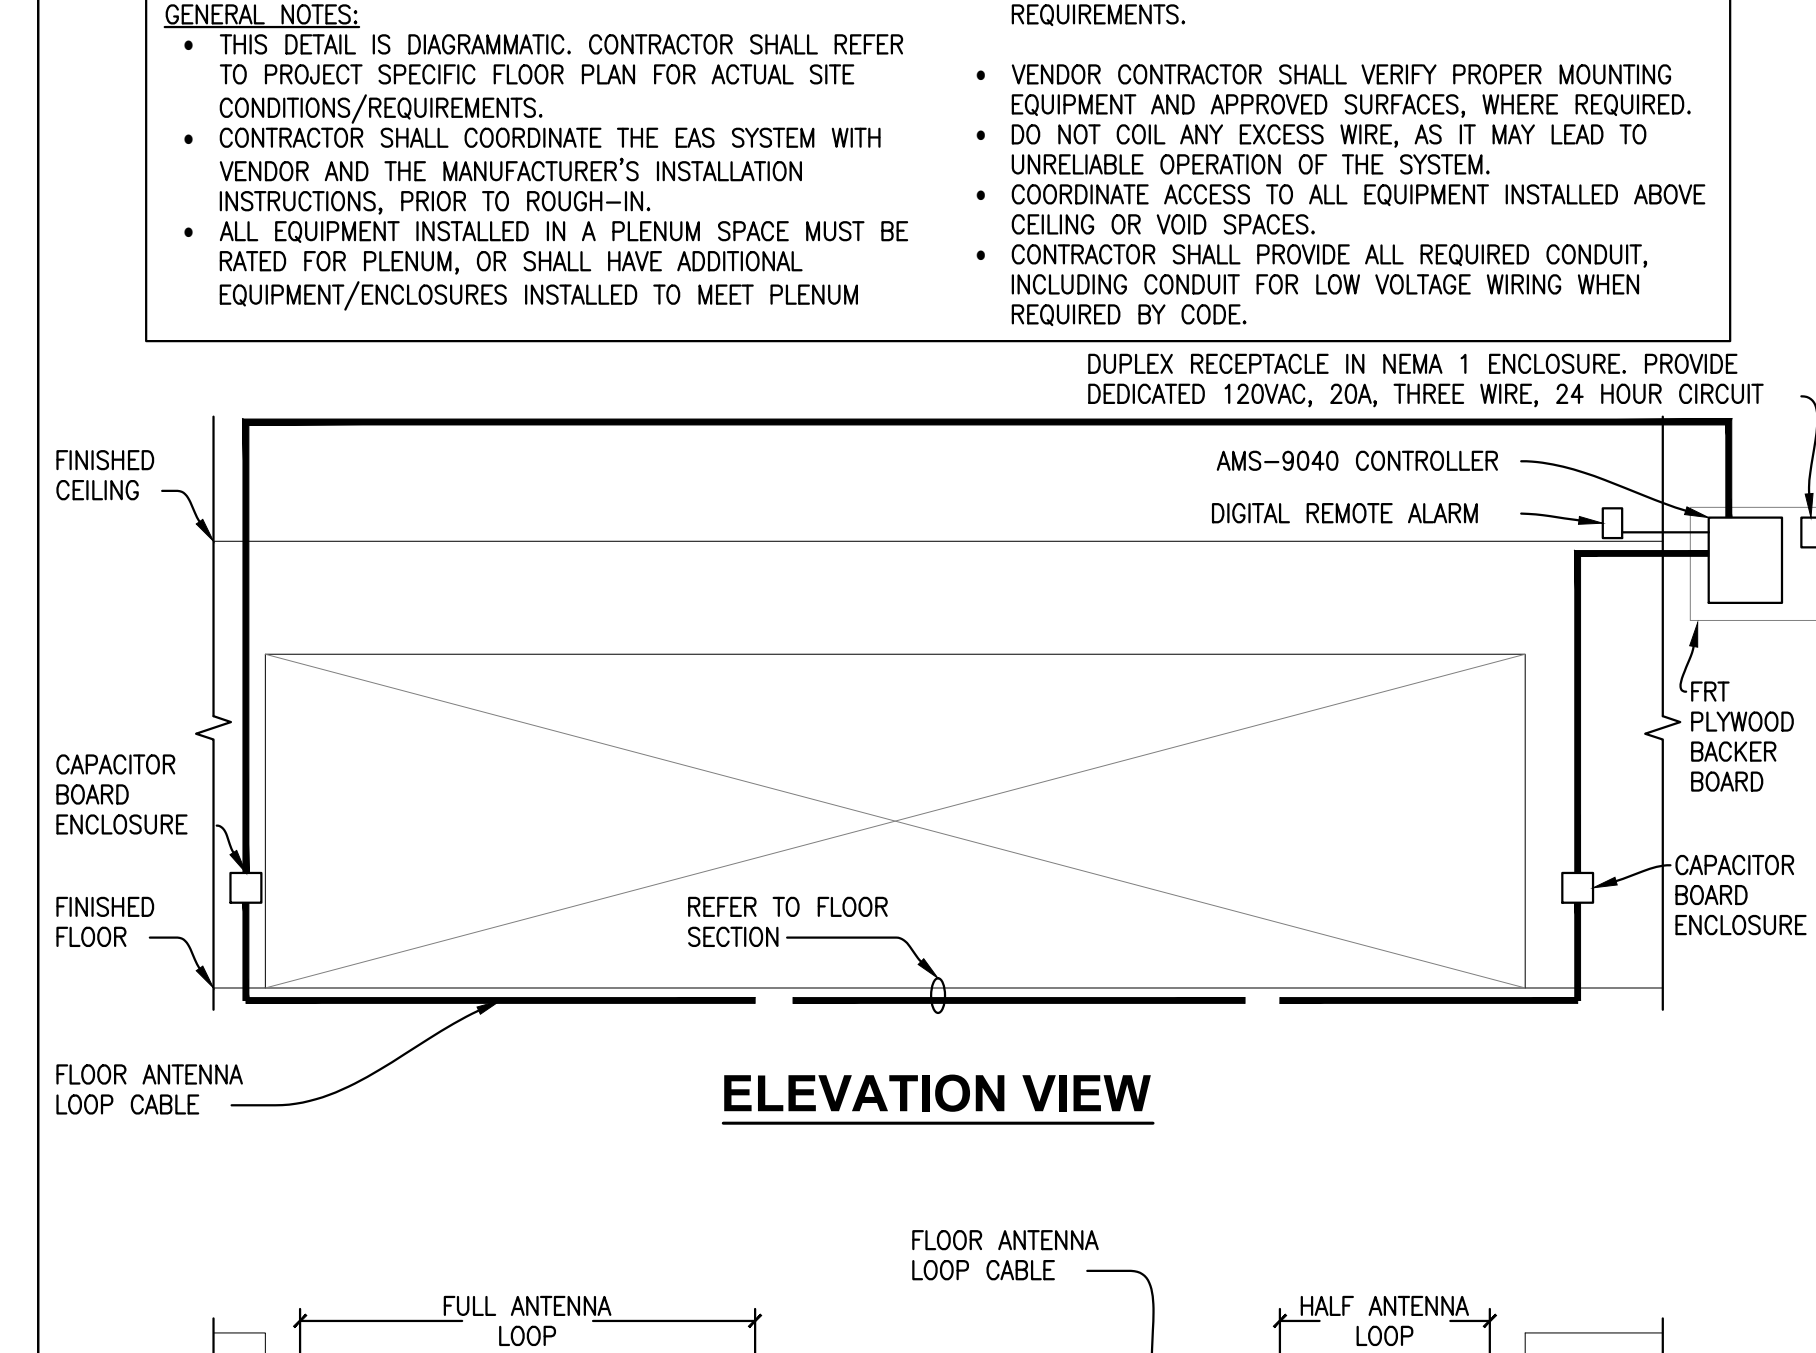 GENERAL NOTES:
• THIS DETAIL IS DIAGRAMMATIC. CONTRACTOR SHALL REFER
TO PROJECT SPECIFIC FLOOR PLAN FOR ACTUAL SITE
CONDITIONS/REQUIREMENTS.
• CONTRACTOR SHALL COORDINATE THE EAS SYSTEM WITH
VENDOR AND THE MANUFACTURER'S INSTALLATION
INSTRUCTIONS, PRIOR TO ROUGH-IN.
• ALL EQUIPMENT INSTALLED IN A PLENUM SPACE MUST BE
RATED FOR PLENUM, OR SHALL HAVE ADDITIONAL
EQUIPMENT/ENCLOSURES INSTALLED TO MEET PLENUM
REQUIREMENTS.
• VENDOR CONTRACTOR SHALL VERIFY PROPER MOUNTING
EQUIPMENT AND APPROVED SURFACES, WHERE REQUIRED.
• DO NOT COIL ANY EXCESS WIRE, AS IT MAY LEAD TO
UNRELIABLE OPERATION OF THE SYSTEM.
• COORDINATE ACCESS TO ALL EQUIPMENT INSTALLED ABOVE
CEILING OR VOID SPACES.
• CONTRACTOR SHALL PROVIDE ALL REQUIRED CONDUIT,
INCLUDING CONDUIT FOR LOW VOLTAGE WIRING WHEN
REQUIRED BY CODE.
DUPLEX RECEPTACLE IN NEMA 1 ENCLOSURE. PROVIDE
DEDICATED 120VAC, 20A, THREE WIRE, 24 HOUR CIRCUIT
FINISHED
CEILING
AMS-9040 CONTROLLER
DIGITAL REMOTE ALARM
FRT
PLYWOOD
BACKER
BOARD
CAPACITOR
BOARD
ENCLOSURE
CAPACITOR
BOARD
ENCLOSURE
FINISHED
FLOOR
REFER TO FLOOR
SECTION
FLOOR ANTENNA
LOOP CABLE
ELEVATION VIEW
FLOOR ANTENNA
LOOP CABLE
FULL ANTENNA
LOOP
HALF ANTENNA
LOOP